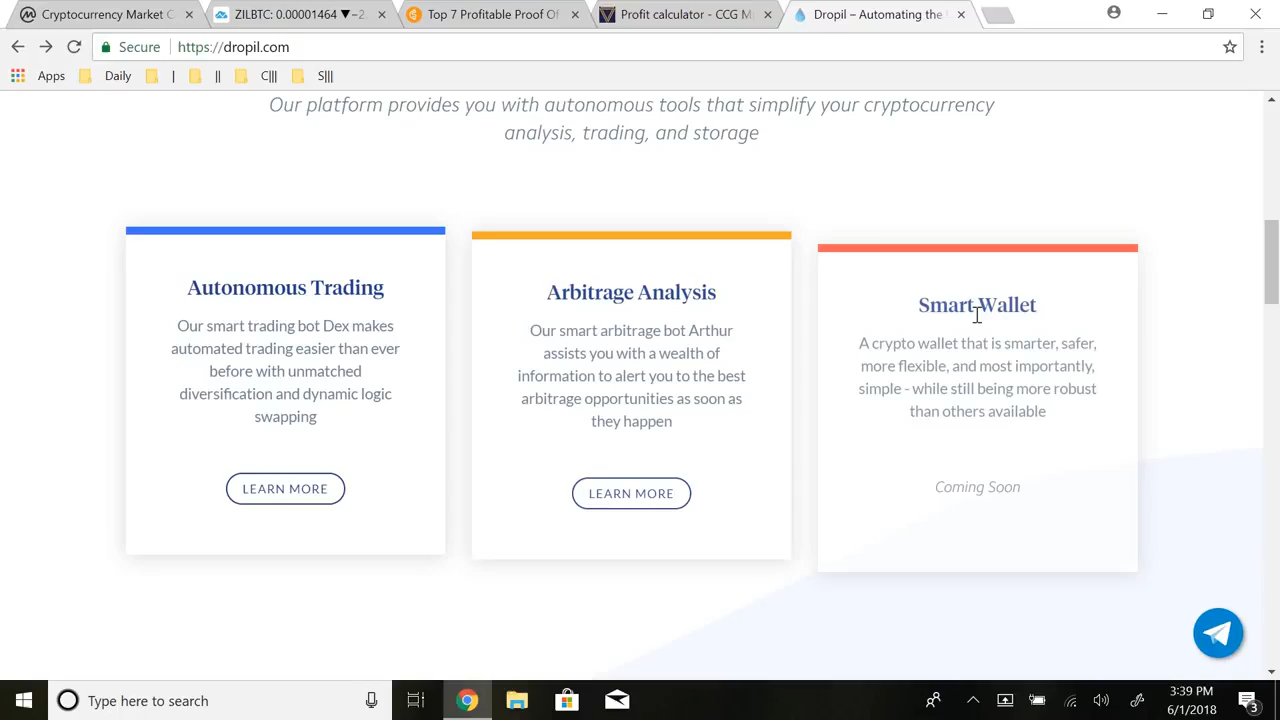 Cryptocurrency Market C
ZILBTC: 0.00001464 ▼−2.
Top 7 Profitable Proof Of
Profit calculator - CCG M
Dropil – Automating the
Secure
https://dropil.com
Apps
Daily
|
||
C|||
S|||
Our platform provides you with autonomous tools that simplify your cryptocurrency
analysis, trading, and storage
Autonomous Trading
Our smart trading bot Dex makes
automated trading easier than ever
before with unmatched
diversification and dynamic logic
swapping
LEARN MORE
Arbitrage Analysis
Our smart arbitrage bot Arthur
assists you with a wealth of
information to alert you to the best
arbitrage opportunities as soon as
they happen
LEARN MORE
Smart Wallet
A crypto wallet that is smarter, safer,
more flexible, and most importantly,
simple - while still being more robust
than others available
Coming Soon
Type here to search
3:39 PM
6/1/2018
3